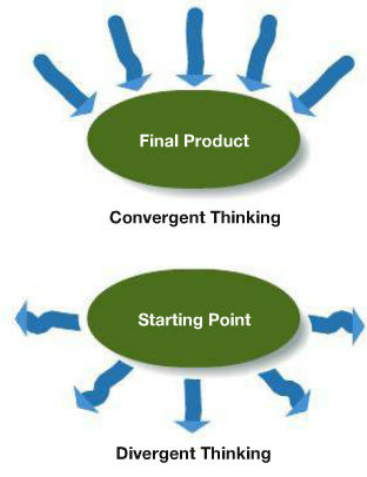 Final Product
Convergent Thinking
Starting Point
Divergent Thinking